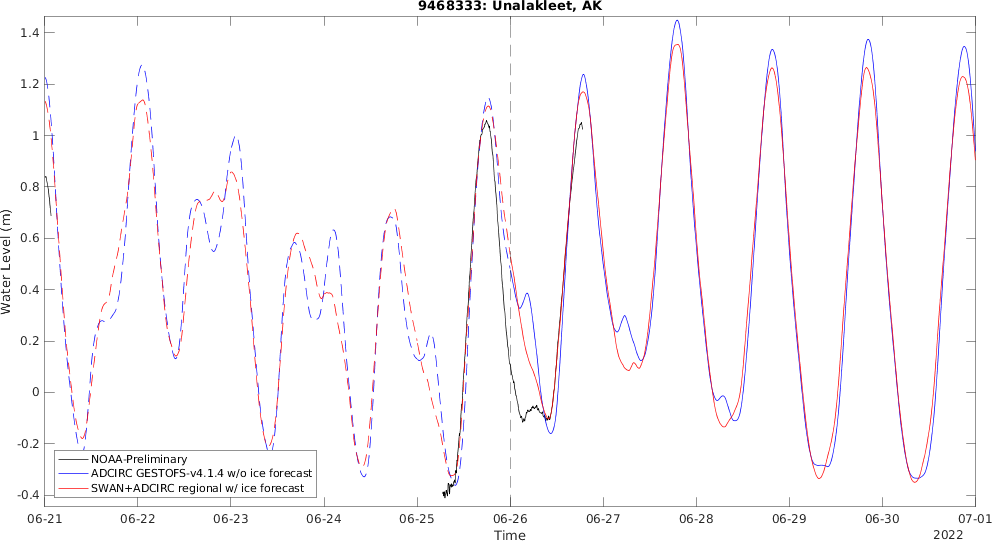 9468333: Unalakleet, AK
Water Level (m)
1.4
1.2
1
0.8
0.6
0.4
0.2
0
-0.2
-0.4
NOAA-Preliminary
ADCIRC GESTOFS-v4.1.4 w/o ice forecast
SWAN+ADCIRC regional w/ ice forecast
06-21 06-22 06-23 06-24 06-25 06-26 06-27 06-28 06-29 06-30 07-01
Time
2022